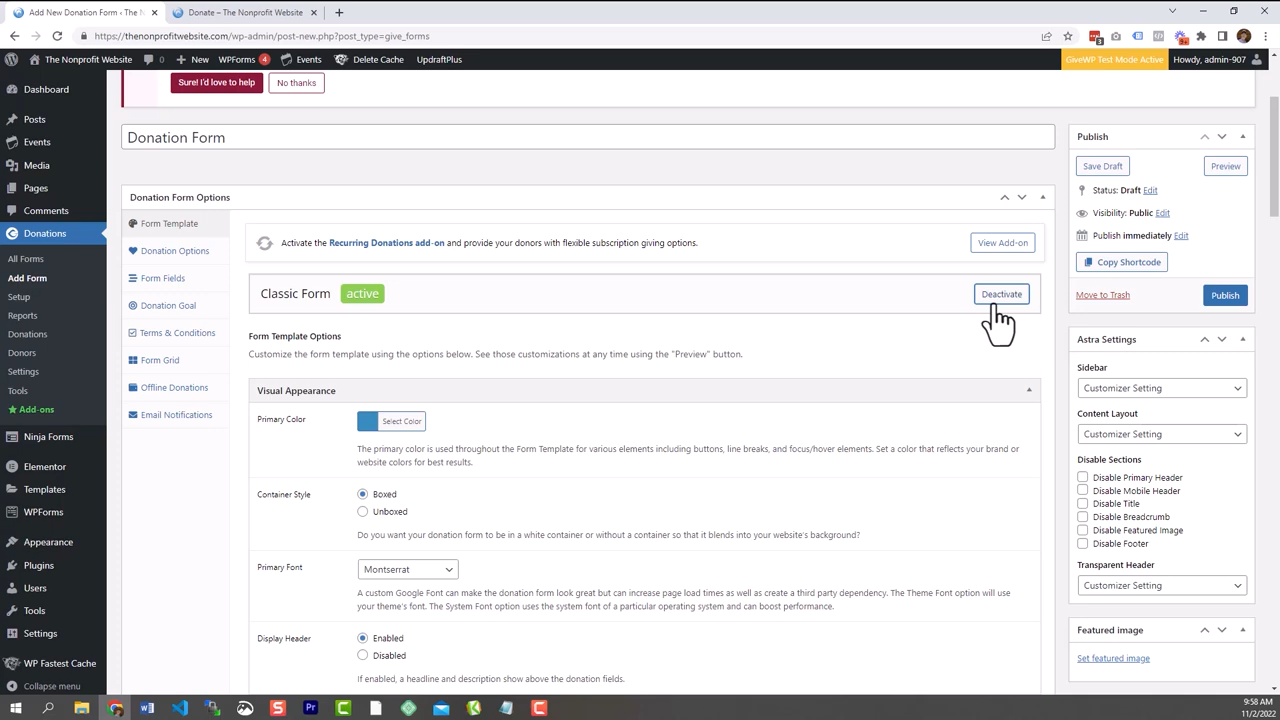 Add New Donation Form ‹ The N
Donate – The Nonprofit Website
https://thenonprofitwebsite.com/wp-admin/post-new.php?post_type=give_forms
3
9+
The Nonprofit Website
0
New
WPForms 4
Events
Delete Cache
UpdraftPlus
GiveWP Test Mode Active
Howdy, admin-907
Dashboard
Posts
Events
Media
Pages
Comments
Donations
All Forms
Add Form
Setup
Reports
Donations
Donors
Settings
Tools
Add-ons
Ninja Forms
Elementor
Templates
WPForms
Appearance
Plugins
Users
Tools
Settings
WP Fastest Cache
Collapse menu
Sure! I'd love to help
No thanks
Donation Form
Donation Form Options
Form Template
Donation Options
Form Fields
Donation Goal
Terms & Conditions
Form Grid
Offline Donations
Email Notifications
Activate the Recurring Donations add-on and provide your donors with flexible subscription giving options.
View Add-on
Classic Form active
Deactivate
Form Template Options
Customize the form template using the options below. See those customizations at any time using the "Preview" button.
Visual Appearance
Primary Color
Select Color
The primary color is used throughout the Form Template for various elements including buttons, line breaks, and focus/hover elements. Set a color that reflects your brand or
website colors for best results.
Container Style
Boxed
Unboxed
Do you want your donation form to be in a white container or without a container so that it blends into your website's background?
Primary Font
Montserrat
A custom Google Font can make the donation form look great but can increase page load times as well as create a third party dependency. The Theme Font option will use
your theme's font. The System Font option uses the system font of a particular operating system and can boost performance.
Display Header
Enabled
Disabled
If enabled, a headline and description show above the donation fields.
Publish
Save Draft
Preview
Status: Draft Edit
Visibility: Public Edit
Publish immediately Edit
Copy Shortcode
Move to Trash
Publish
Astra Settings
Sidebar
Customizer Setting
Content Layout
Customizer Setting
Disable Sections
Disable Primary Header
Disable Mobile Header
Disable Title
Disable Breadcrumb
Disable Featured Image
Disable Footer
Transparent Header
Customizer Setting
Featured image
Set featured image
9:58 AM
11/2/2022